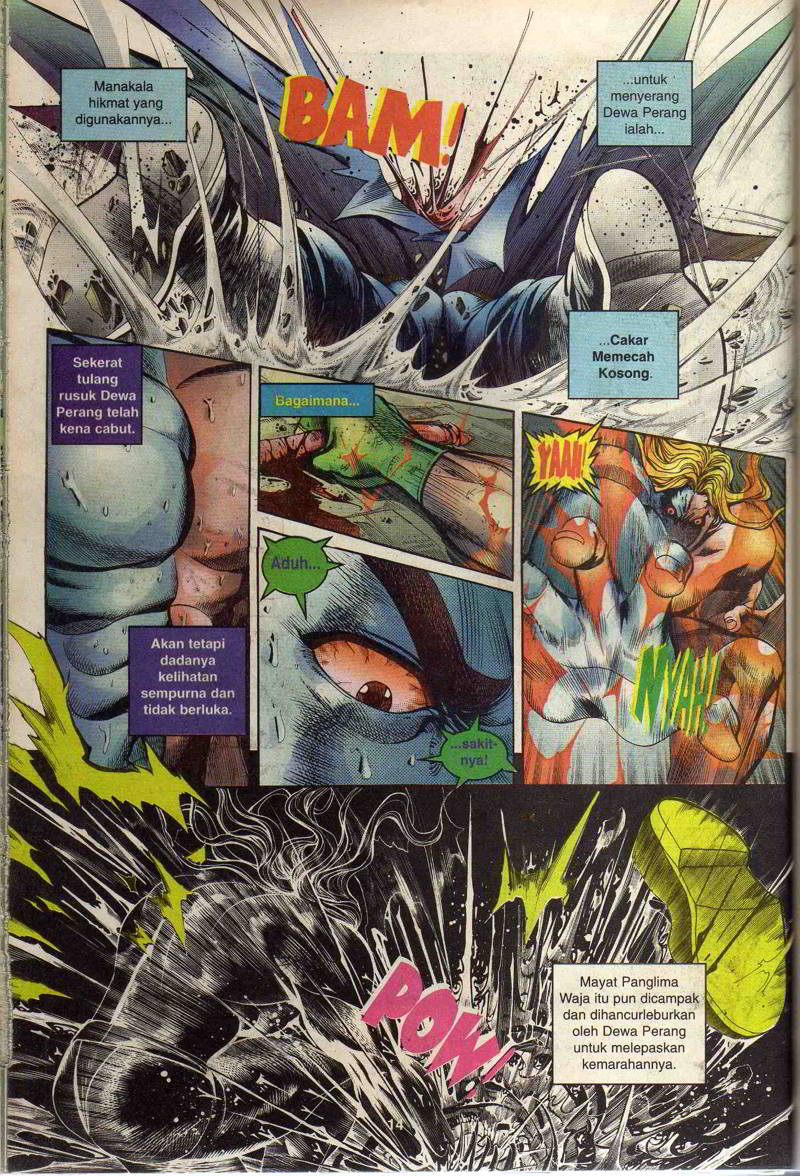 Manakala
hikmat yang
digunakannya...
BAM!
...untuk
menyerang
Dewa Perang
ialah...
...Cakar
Memecah
Kosong.
Sekerat
tulang
rusuk Dewa
Perang telah
kena cabut.
Akan tetapi
dadanya
kelihatan
sempurna dan
tidak berluka.
Bagaimana...
Aduh...
...sakit-
nya!
YAAH!
NYAH!
POW!
Mayat Panglima
Waja itu pun dicampak
dan dihancurleburkan
oleh Dewa Perang
untuk melepaskan
kemarahannya.
14